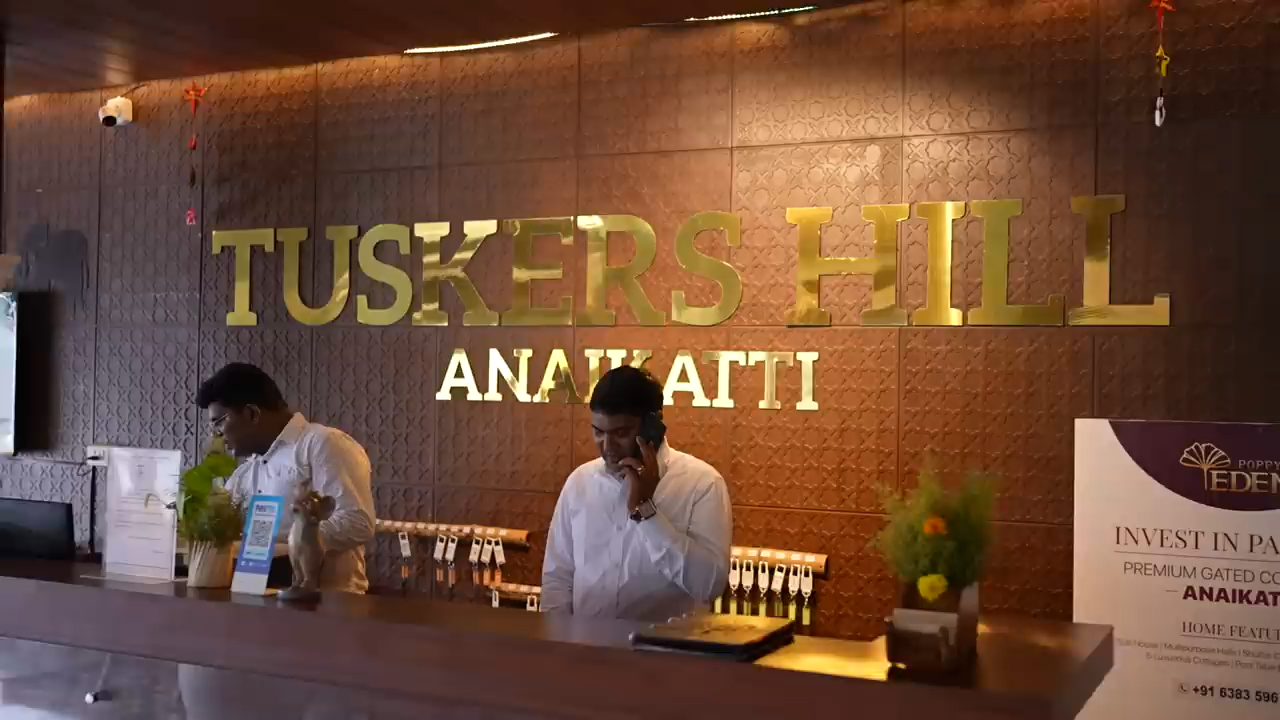 TUSKERS HILL
ANAIKATTI
POPPY
EDEN
INVEST IN PA
PREMIUM GATED CO
ANAIKAT
HOME FEATU
+91 6383 596